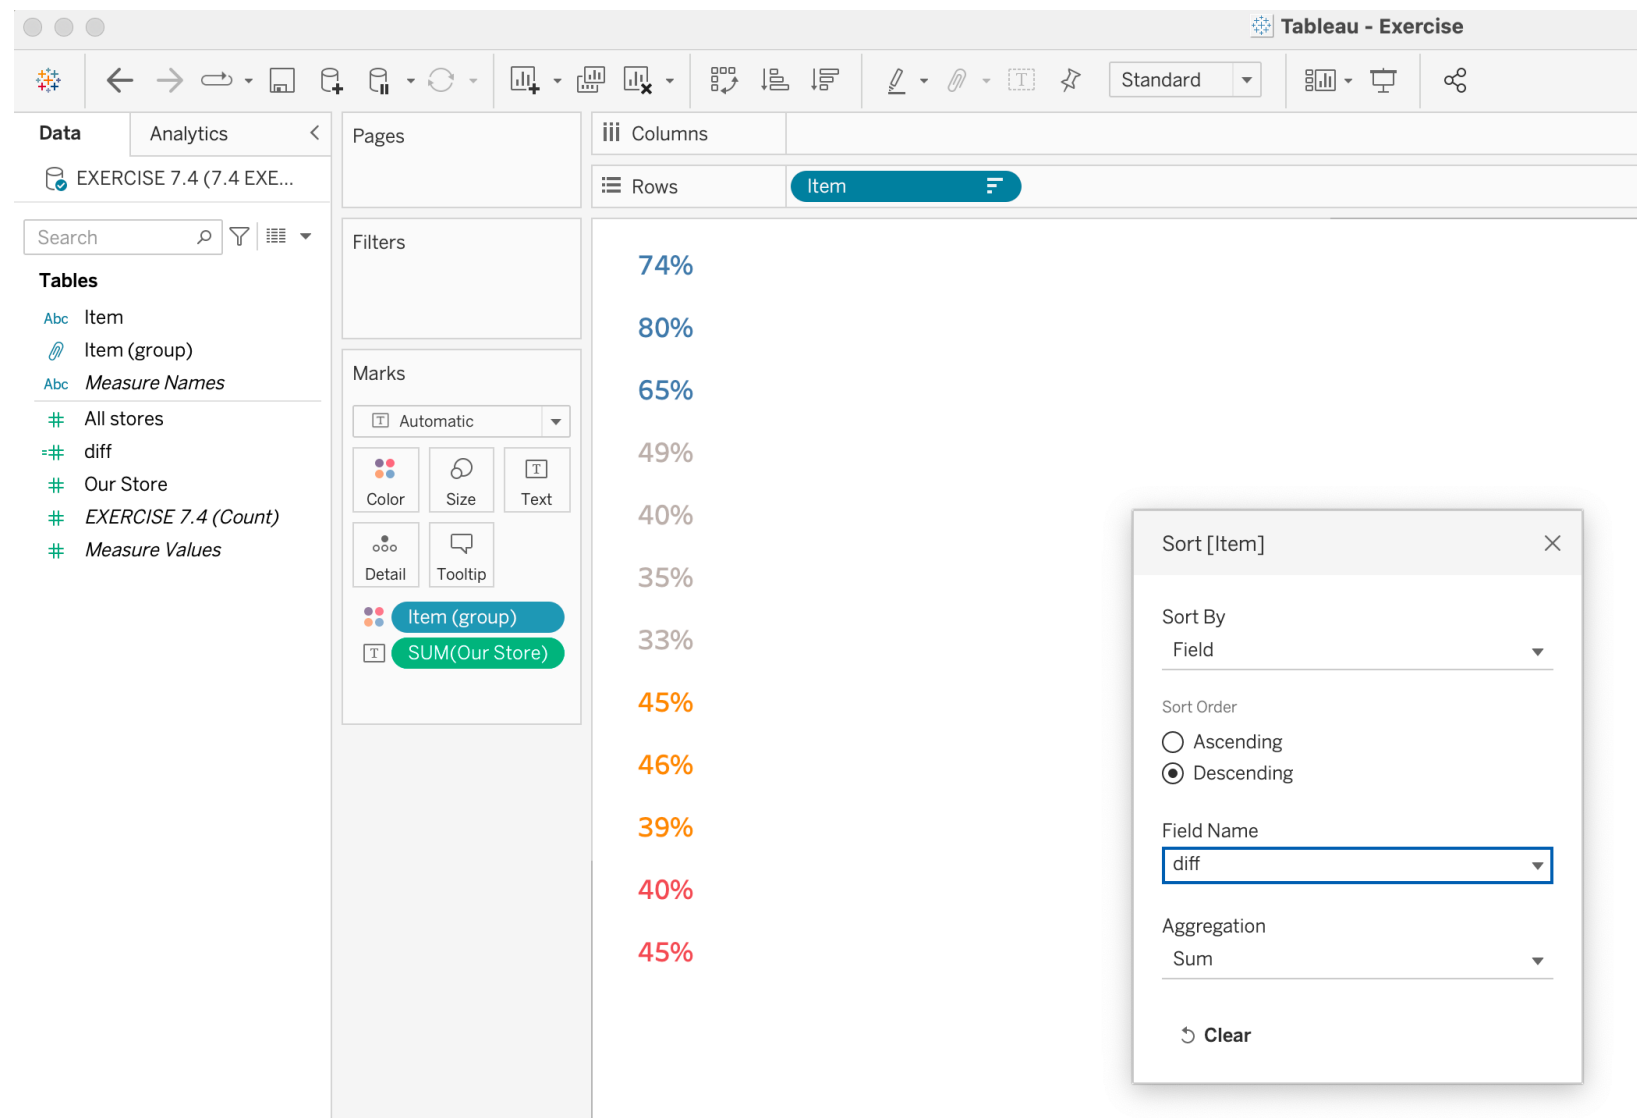 Tableau - Exercise
Standard
Data
Analytics
EXERCISE 7.4 (7.4 EXE...
Search
Tables
Abc Item
Item (group)
Abc Measure Names
All stores
diff
Our Store
EXERCISE 7.4 (Count)
Measure Values
Pages
Filters
Marks
T Automatic
Color
Size
T Text
Detail
Tooltip
Item (group)
T SUM(Our Store)
Columns
Rows
Item
74%
80%
65%
49%
40%
35%
33%
45%
46%
39%
40%
45%
Sort [Item]
Sort By
Field
Sort Order
Ascending
Descending
Field Name
diff
Aggregation
Sum
Clear